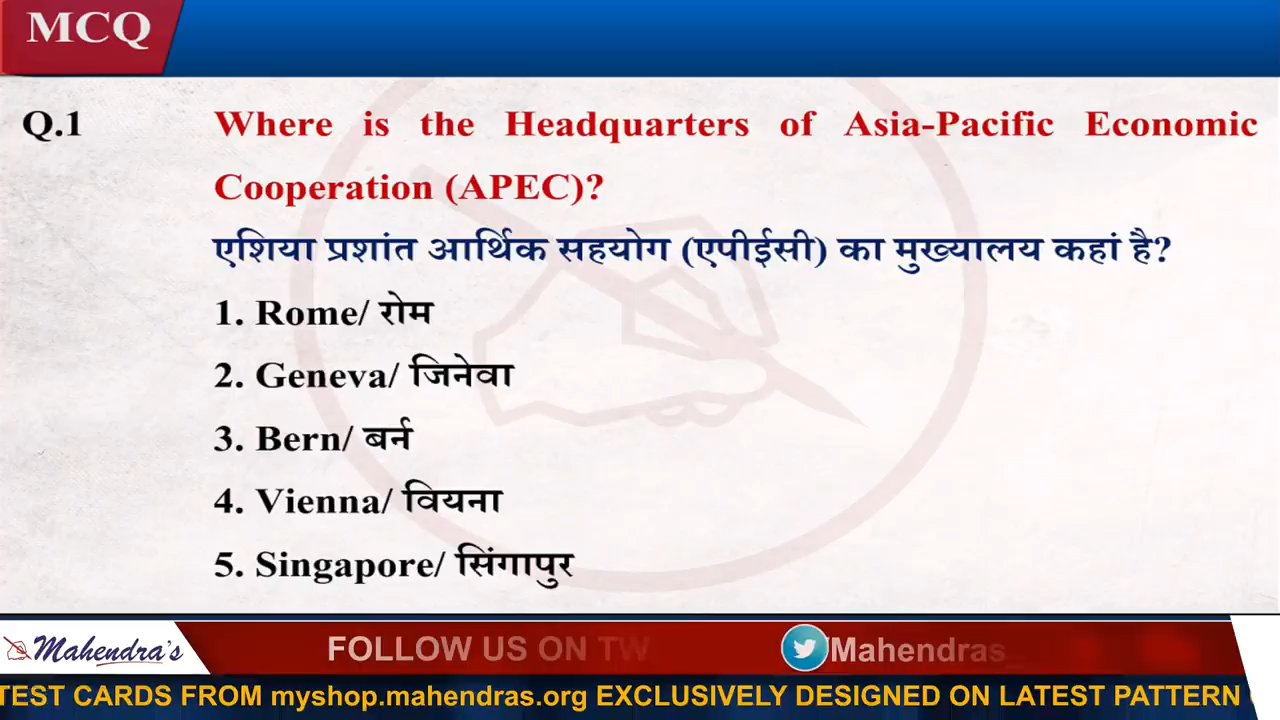 MCQ
Q.1 Where is the Headquarters of Asia-Pacific Economic
Cooperation (APEC)?
एशिया प्रशांत आर्थिक सहयोग (एपीईसी) का मुख्यालय कहां है?
1. Rome/ रोम
2. Geneva/ जिनेवा
3. Bern/ बर्न
4. Vienna/ वियना
5. Singapore/ सिंगापुर
Mahendra's FOLLOW US ON TW /Mahendras_
TEST CARDS FROM myshop.mahendras.org EXCLUSIVELY DESIGNED ON LATEST PATTERN